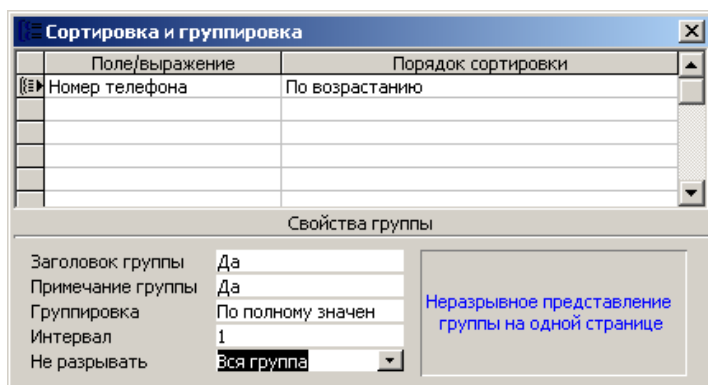 Сортировка и группировка
Поле/выражение Порядок сортировки
Номер телефона По возрастанию
Свойства группы
Заголовок группы Да
Примечание группы Да
Группировка По полному значен
Интервал 1
Не разрывать Вся группа
Неразрывное представление
группы на одной странице